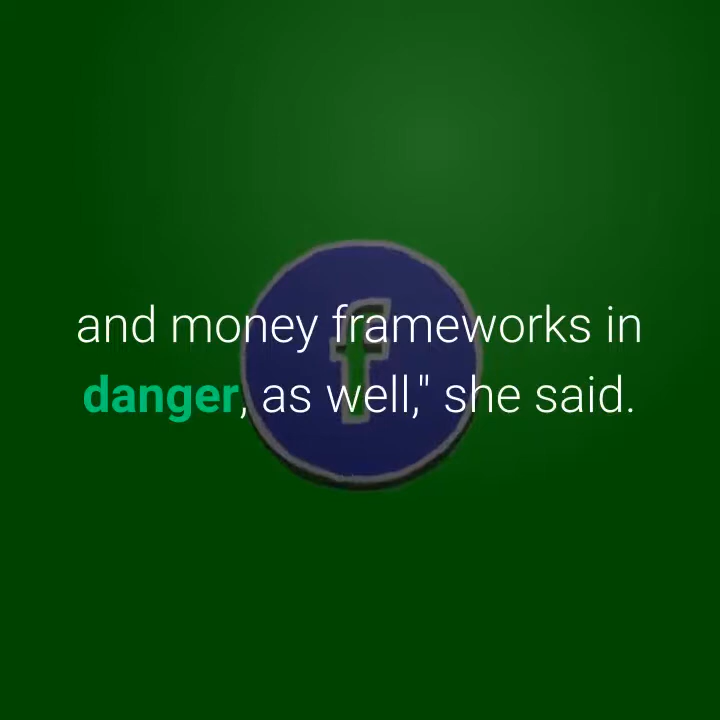 and money frameworks in
danger, as well," she said.
f